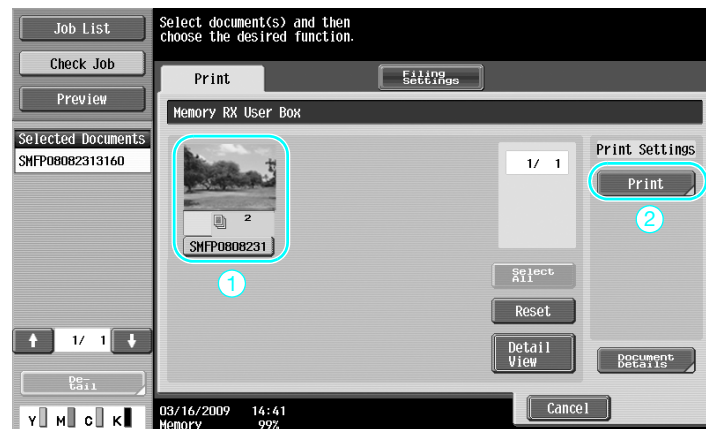 Job List
Check Job
Preview
Selected Documents
SMFP08082313160
1/ 1
De-
tail
Y M C K
Select document(s) and then
choose the desired function.
Print
Filing
Settings
Memory RX User Box
2
SMFP0808231
1
1/ 1
Select
All
Reset
Detail
View
Print Settings
Print
2
Document
Details
03/16/2009 14:41
Memory 99%
Cancel